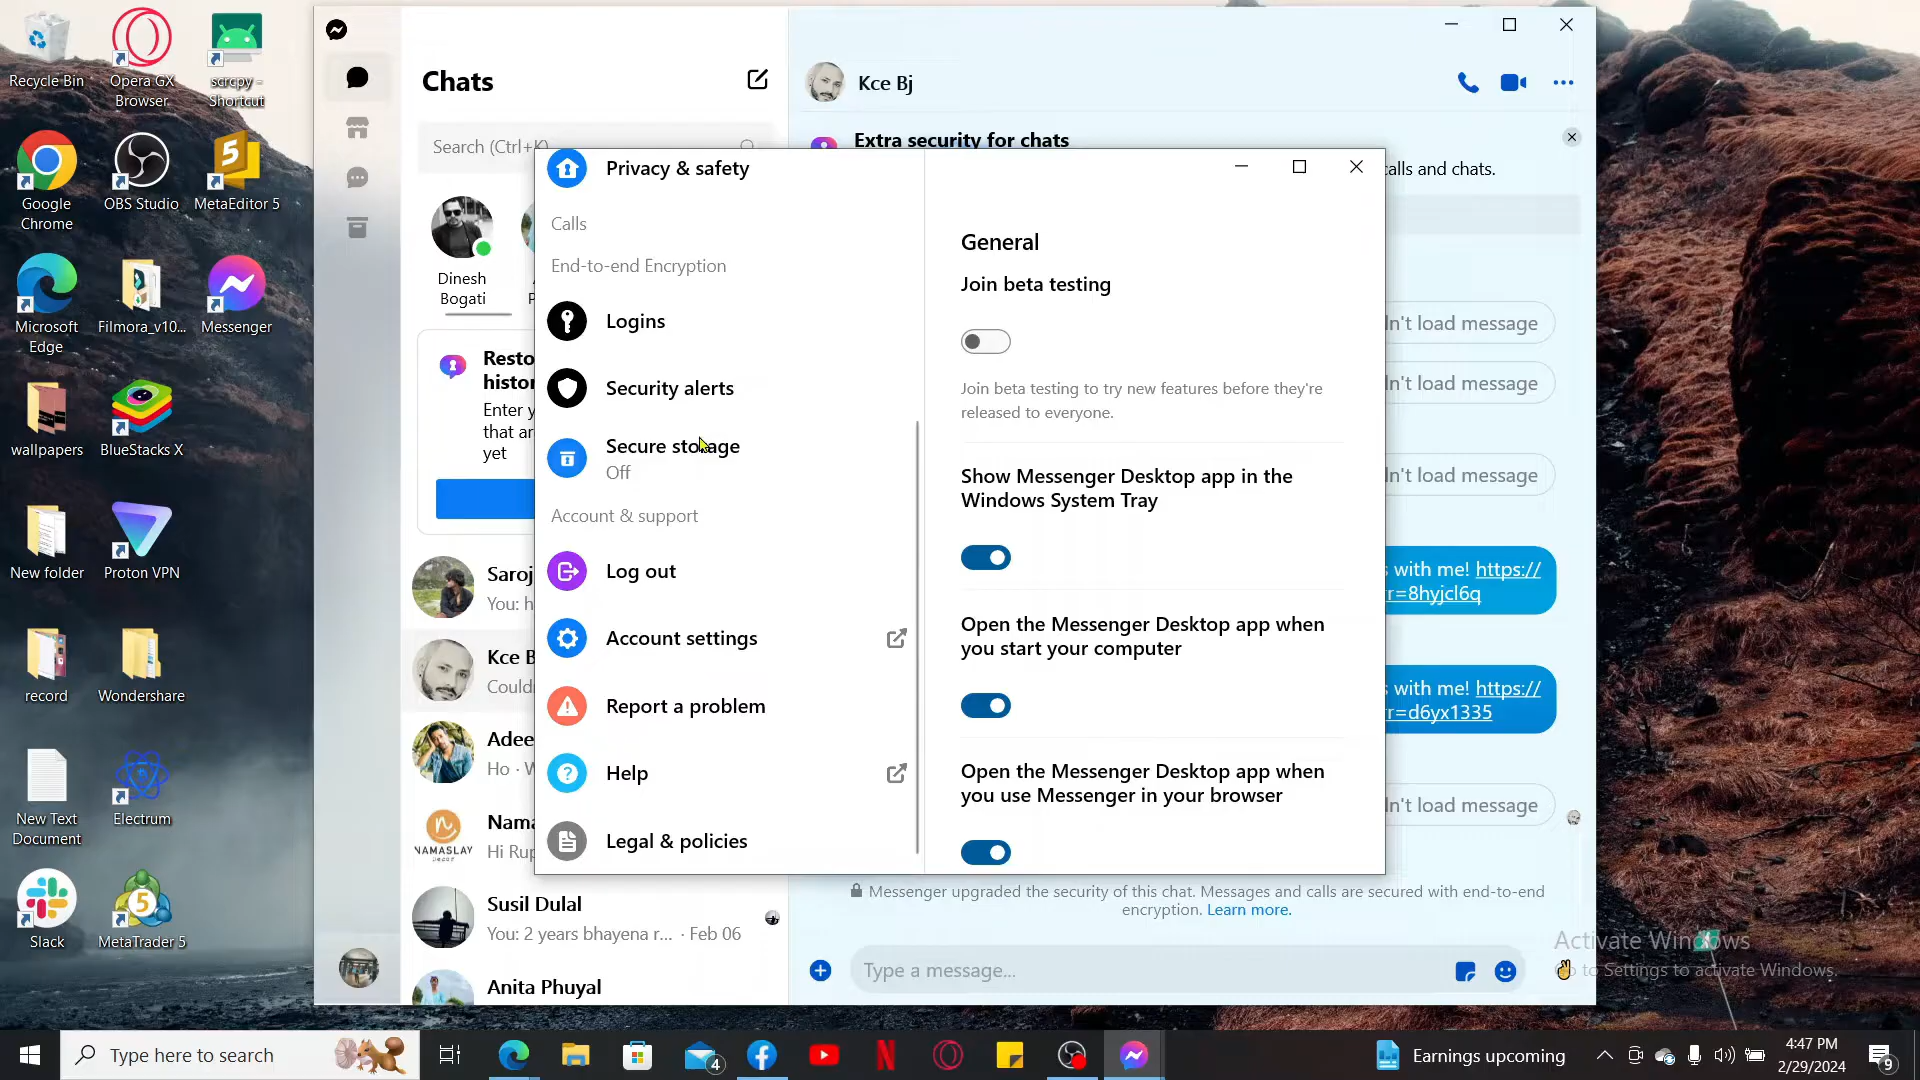 Recycle Bin
Opera GX
Browser
scrcpy -
Shortcut
Google
Chrome
OBS Studio
MetaEditor 5
Microsoft
Edge
Filmora_v10...
Messenger
wallpapers
BlueStacks X
New folder
Proton VPN
record
Wondershare
New Text
Document
Electrum
Slack
MetaTrader 5
Chats
Search (Ctrl+K)
Dinesh
Bogati
Resto
histor
Enter y
that ar
yet
Saroj
You: h
Kce B
Could
Adee
Ho · W
NAMASLAY
DECOR
Nama
Hi Rup
Susil Dulal
You: 2 years bhayena r... · Feb 06
Anita Phuyal
Kce Bj
Extra security for chats
calls and chats.
Privacy & safety
Calls
End-to-end Encryption
Logins
Security alerts
Secure storage
Off
Account & support
Log out
Account settings
Report a problem
Help
Legal & policies
General
Join beta testing
Join beta testing to try new features before they're
released to everyone.
Show Messenger Desktop app in the
Windows System Tray
Open the Messenger Desktop app when
you start your computer
Open the Messenger Desktop app when
you use Messenger in your browser
ln't load message
ln't load message
ln't load message
s with me! https://
r=8hyjcl6q
s with me! https://
r=d6yx1335
ln't load message
Messenger upgraded the security of this chat. Messages and calls are secured with end-to-end
encryption. Learn more.
Type a message...
Activate Windows
Go to Settings to activate Windows.
Type here to search
4
Earnings upcoming
4:47 PM
2/29/2024
9